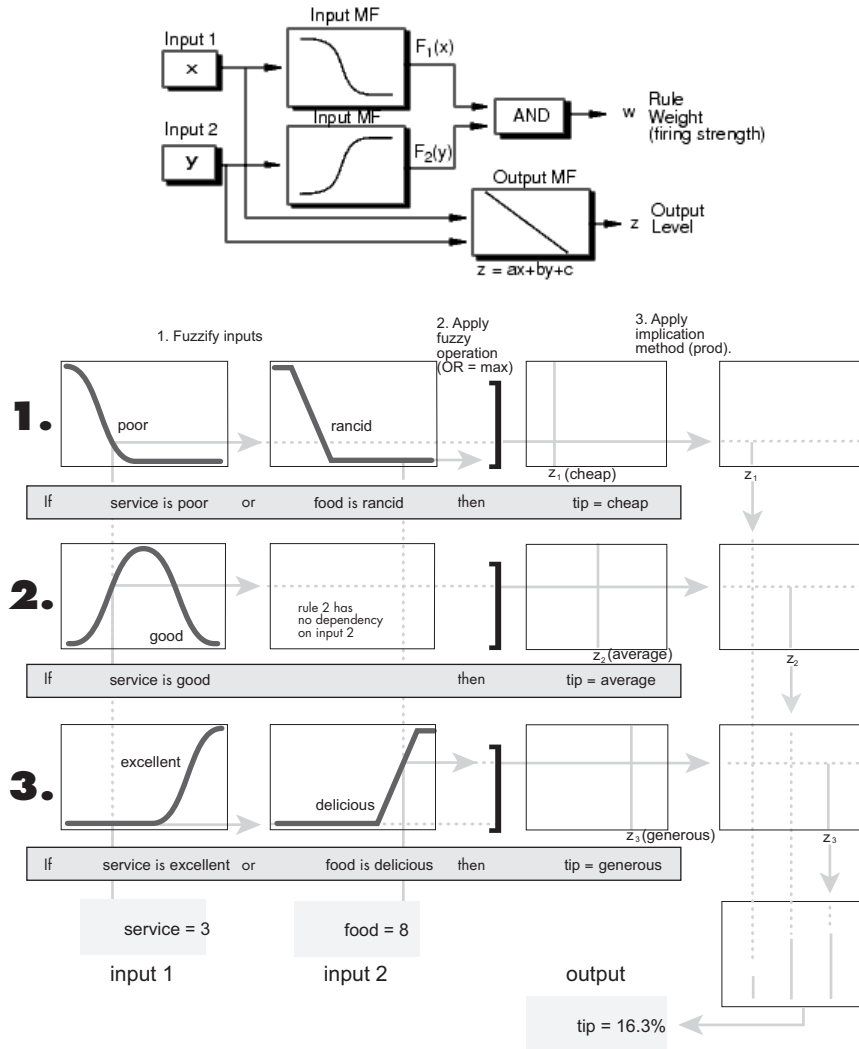 Input MF
Input 1
x
F1(x)
AND
w
Rule
Weight
(firing strength)
Input 2
y
Input MF
F2(y)
Output MF
z
Output
Level
z = ax+by+c
1. Fuzzify inputs
2. Apply
fuzzy
operation
(OR = max)
3. Apply
implication
method (prod).
1.
poor
rancid
z1 (cheap)
z1
If service is poor or food is rancid then tip = cheap
2.
good
rule 2 has
no dependency
on input 2
z2 (average)
z2
If service is good then tip = average
3.
excellent
delicious
z3 (generous)
z3
If service is excellent or food is delicious then tip = generous
service = 3
food = 8
input 1
input 2
output
tip = 16.3%